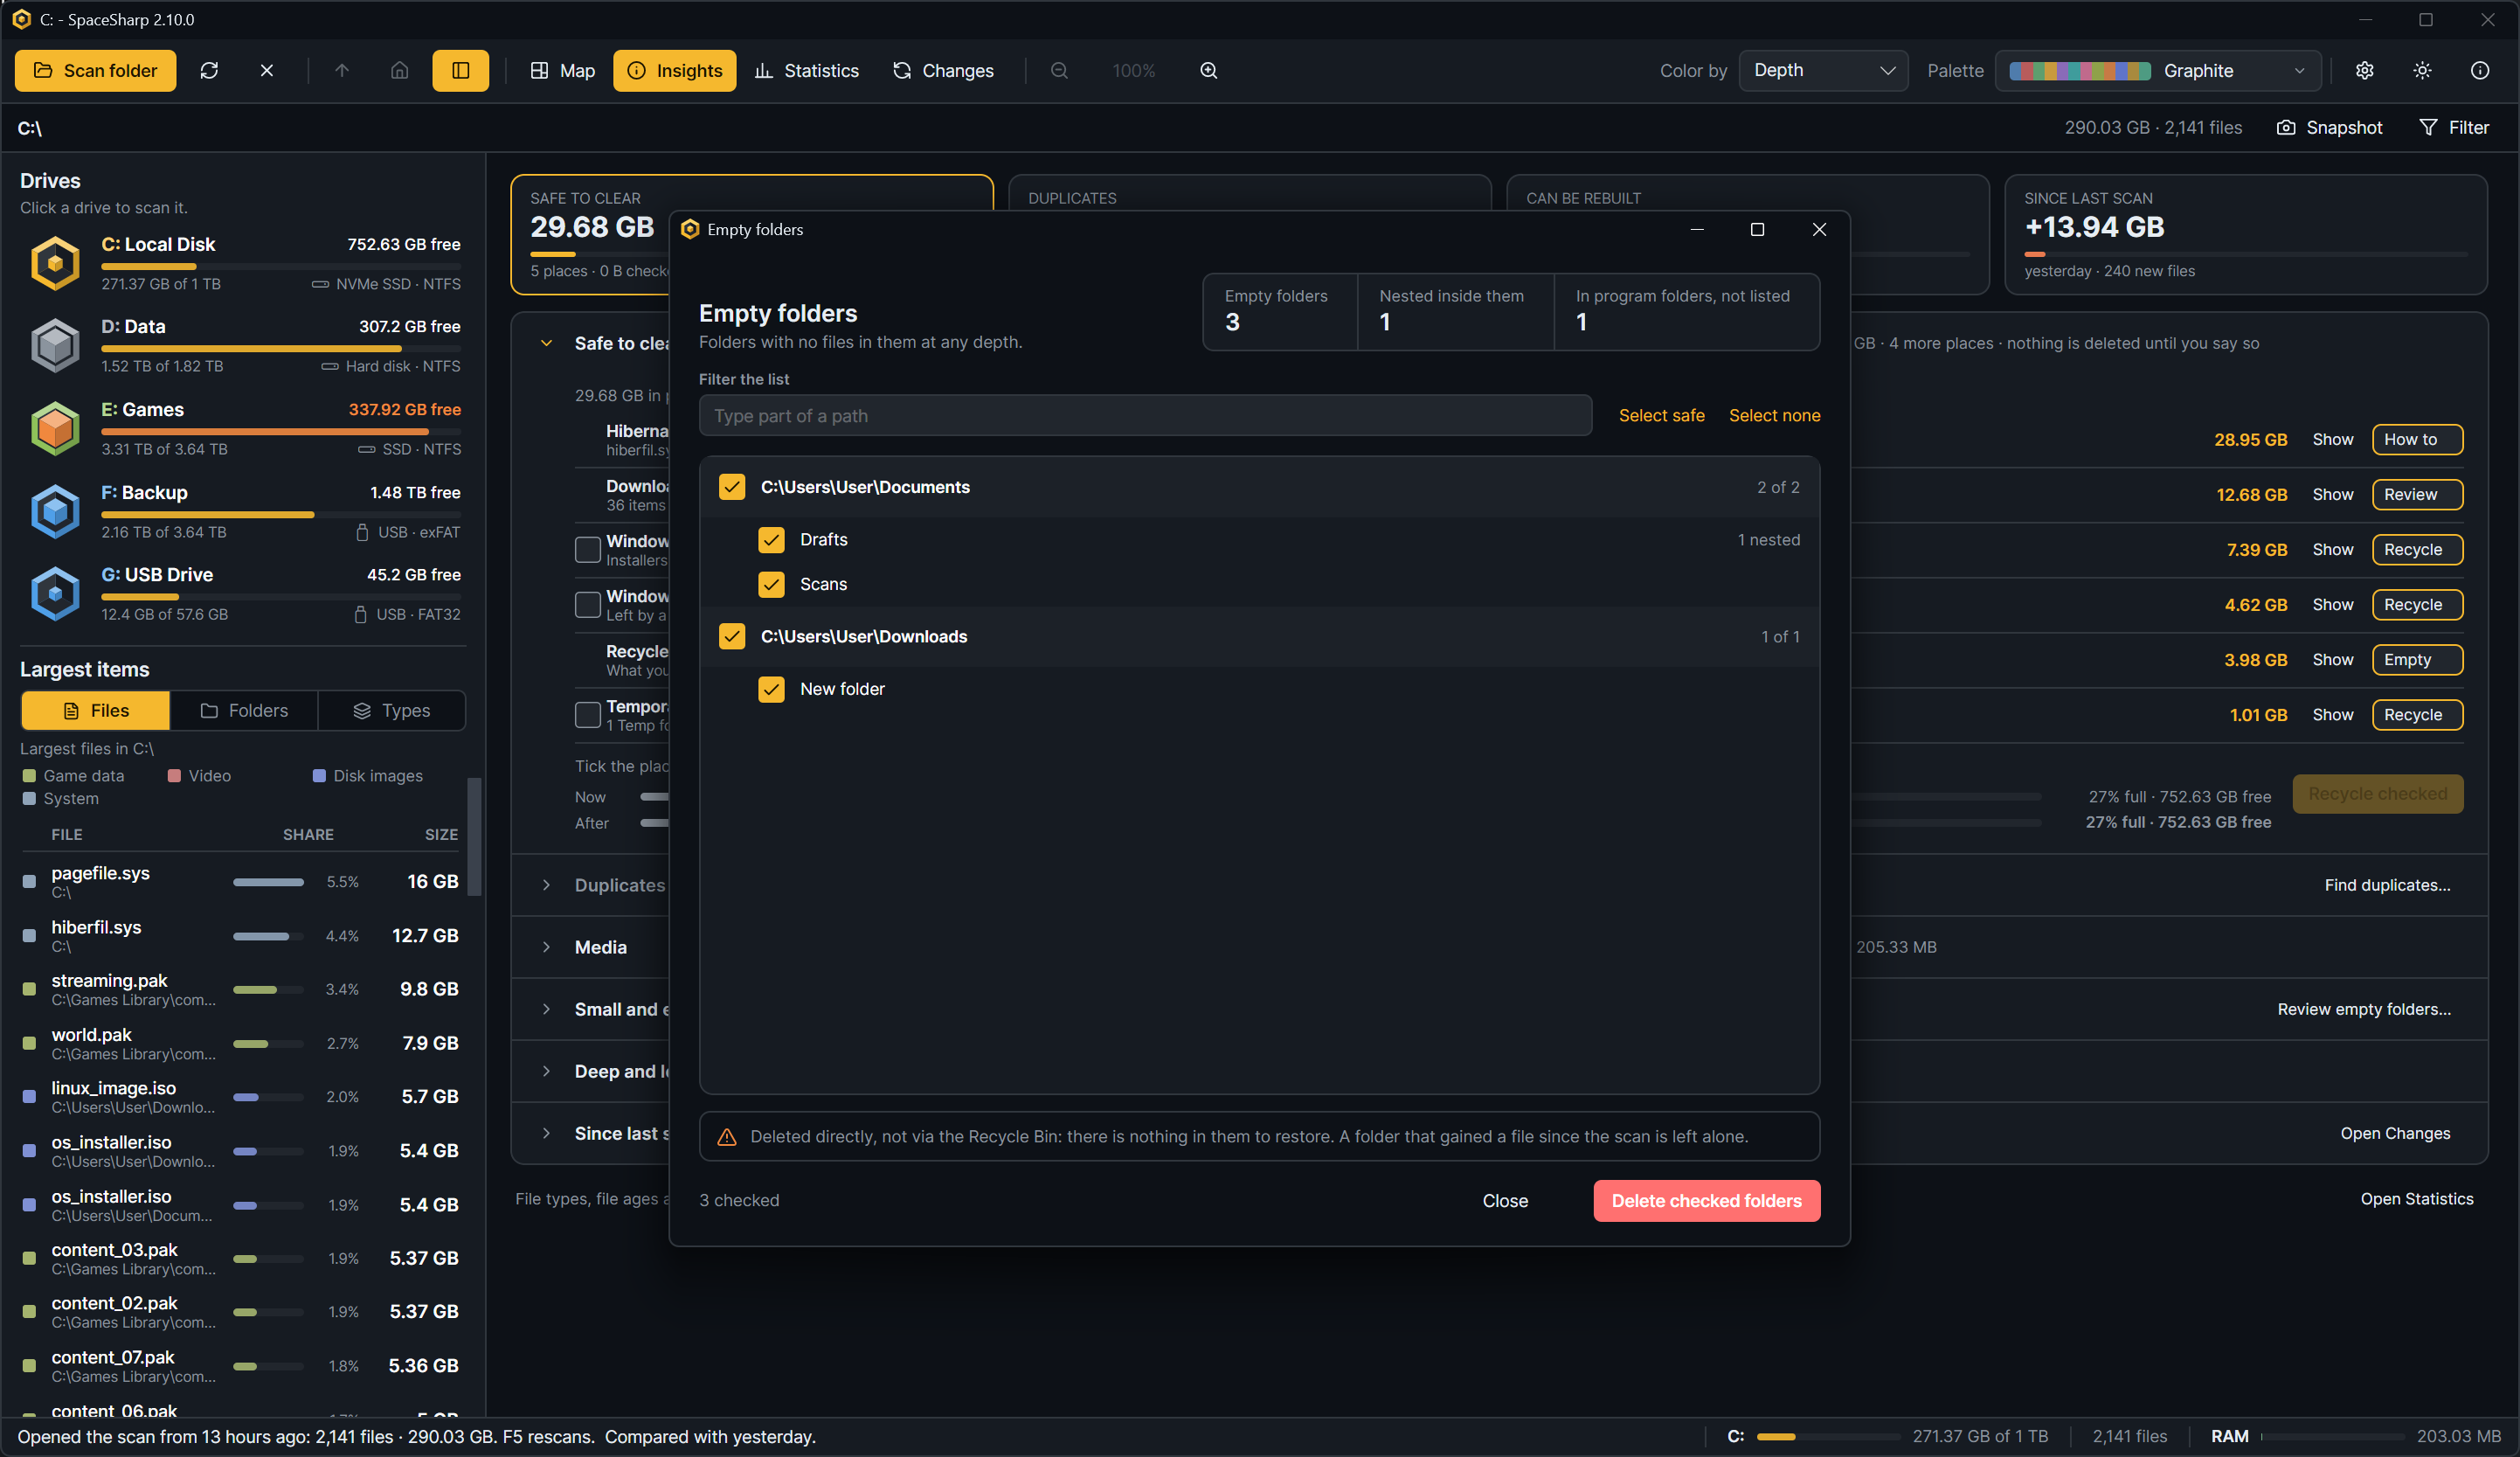 C: - SpaceSharp 2.10.0
Scan folder
Map
Insights
Statistics
Changes
100%
Color by
Depth
Palette
Graphite
C:\
290.03 GB · 2,141 files
Snapshot
Filter
Drives
Click a drive to scan it.
C: Local Disk
752.63 GB free
271.37 GB of 1 TB
NVMe SSD · NTFS
D: Data
307.2 GB free
1.52 TB of 1.82 TB
Hard disk · NTFS
E: Games
337.92 GB free
3.31 TB of 3.64 TB
SSD · NTFS
F: Backup
1.48 TB free
2.16 TB of 3.64 TB
USB · exFAT
G: USB Drive
45.2 GB free
12.4 GB of 57.6 GB
USB · FAT32
Largest items
Files
Folders
Types
Largest files in C:\
Game data
Video
Disk images
System
FILE
SHARE
SIZE
pagefile.sys
C:\
5.5%
16 GB
hiberfil.sys
C:\
4.4%
12.7 GB
streaming.pak
C:\Games Library\com...
3.4%
9.8 GB
world.pak
C:\Games Library\com...
2.7%
7.9 GB
linux_image.iso
C:\Users\User\Downlo...
2.0%
5.7 GB
os_installer.iso
C:\Users\User\Downlo...
1.9%
5.4 GB
os_installer.iso
C:\Users\User\Docum...
1.9%
5.4 GB
content_03.pak
C:\Games Library\com...
1.9%
5.37 GB
content_02.pak
C:\Games Library\com...
1.9%
5.37 GB
content_07.pak
C:\Games Library\com...
1.8%
5.36 GB
content_06.pak
SAFE TO CLEAR
29.68 GB
5 places · 0 B
DUPLICATES
CAN BE REBUILT
SINCE LAST SCAN
+13.94 GB
yesterday · 240 new files
Safe to
GB · 4 more places · nothing is deleted until you say so
29.68 GB in
28.95 GB
Show
How to
36 items
12.68 GB
Show
Review
Installers
7.39 GB
Show
Recycle
Left by a
4.62 GB
Show
Recycle
Recycle
What you
3.98 GB
Show
Empty
1 Temp
1.01 GB
Show
Recycle
Tick the
Now
27% full · 752.63 GB free
After
27% full · 752.63 GB free
Recycle checked
Duplicates
Find duplicates...
Media
205.33 MB
Small and
Review empty folders...
Deep and
Since last
Open Changes
File types, file ages
Open Statistics
Empty folders
Empty folders
Folders with no files in them at any depth.
Empty folders
3
Nested inside them
1
In program folders, not listed
1
Filter the list
Type part of a path
Select safe
Select none
C:\Users\User\Documents
2 of 2
Drafts
1 nested
Scans
C:\Users\User\Downloads
1 of 1
New folder
Deleted directly, not via the Recycle Bin: there is nothing in them to restore. A folder that gained a file since the scan is left alone.
3 checked
Close
Delete checked folders
Opened the scan from 13 hours ago: 2,141 files · 290.03 GB. F5 rescans. Compared with yesterday.
C:
271.37 GB of 1 TB
2,141 files
RAM
203.03 MB